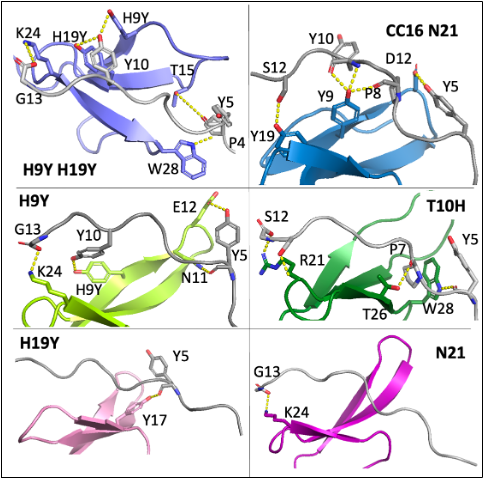 H9Y
K24
H19Y
Y10
T15
G13
Y5
P4
W28
H9Y H19Y
Y10
CC16 N21
D12
S12
P8
Y5
Y9
Y19
H9Y
E12
G13
Y10
Y5
K24
H9Y
N11
S12
T10H
P7
Y5
R21
T26
W28
H19Y
Y5
Y17
N21
G13
K24